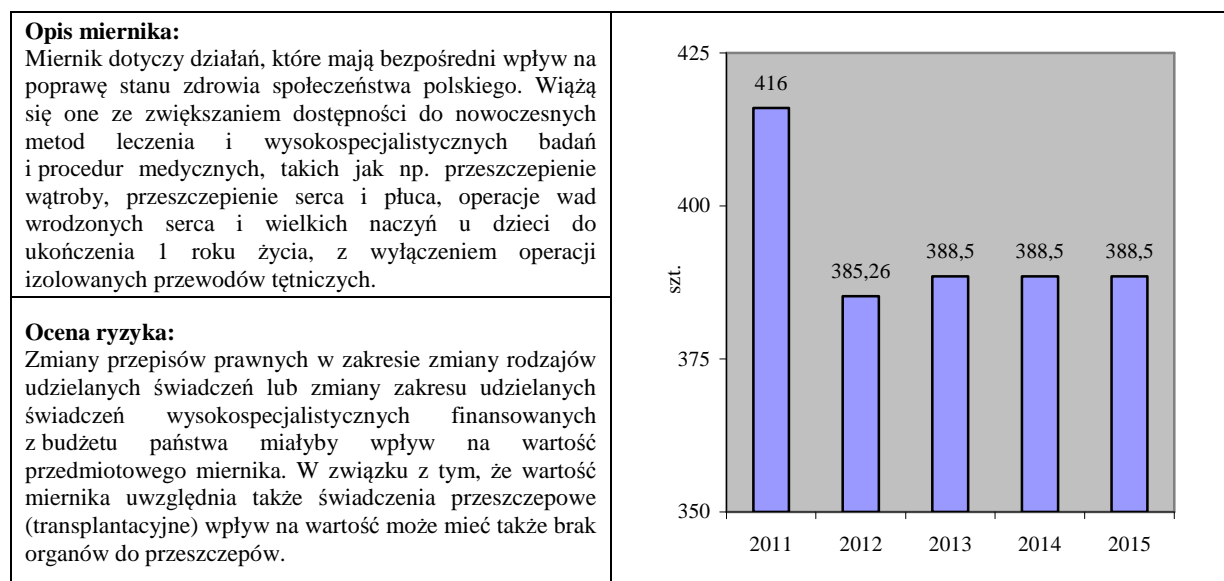 Opis miernika:
Miernik dotyczy działań, które mają bezpośredni wpływ na
poprawę stanu zdrowia społeczeństwa polskiego. Wiążą
się one ze zwiększaniem dostępności do nowoczesnych
metod leczenia i wysokospecjalistycznych badań
i procedur medycznych, takich jak np. przeszczepienie
wątroby, przeszczepienie serca i płuca, operacje wad
wrodzonych serca i wielkich naczyń u dzieci do
ukończenia 1 roku życia, z wyłączeniem operacji
izolowanych przewodów tętniczych.
Ocena ryzyka:
Zmiany przepisów prawnych w zakresie zmiany rodzajów
udzielanych świadczeń lub zmiany zakresu udzielanych
świadczeń wysokospecjalistycznych finansowanych
z budżetu państwa miałyby wpływ na wartość
przedmiotowego miernika. W związku z tym, że wartość
miernika uwzględnia także świadczenia przeszczepowe
(transplantacyjne) wpływ na wartość może mieć także brak
organów do przeszczepów.
425
400
375
350
szt.
416
385,26
388,5
388,5
388,5
2011
2012
2013
2014
2015